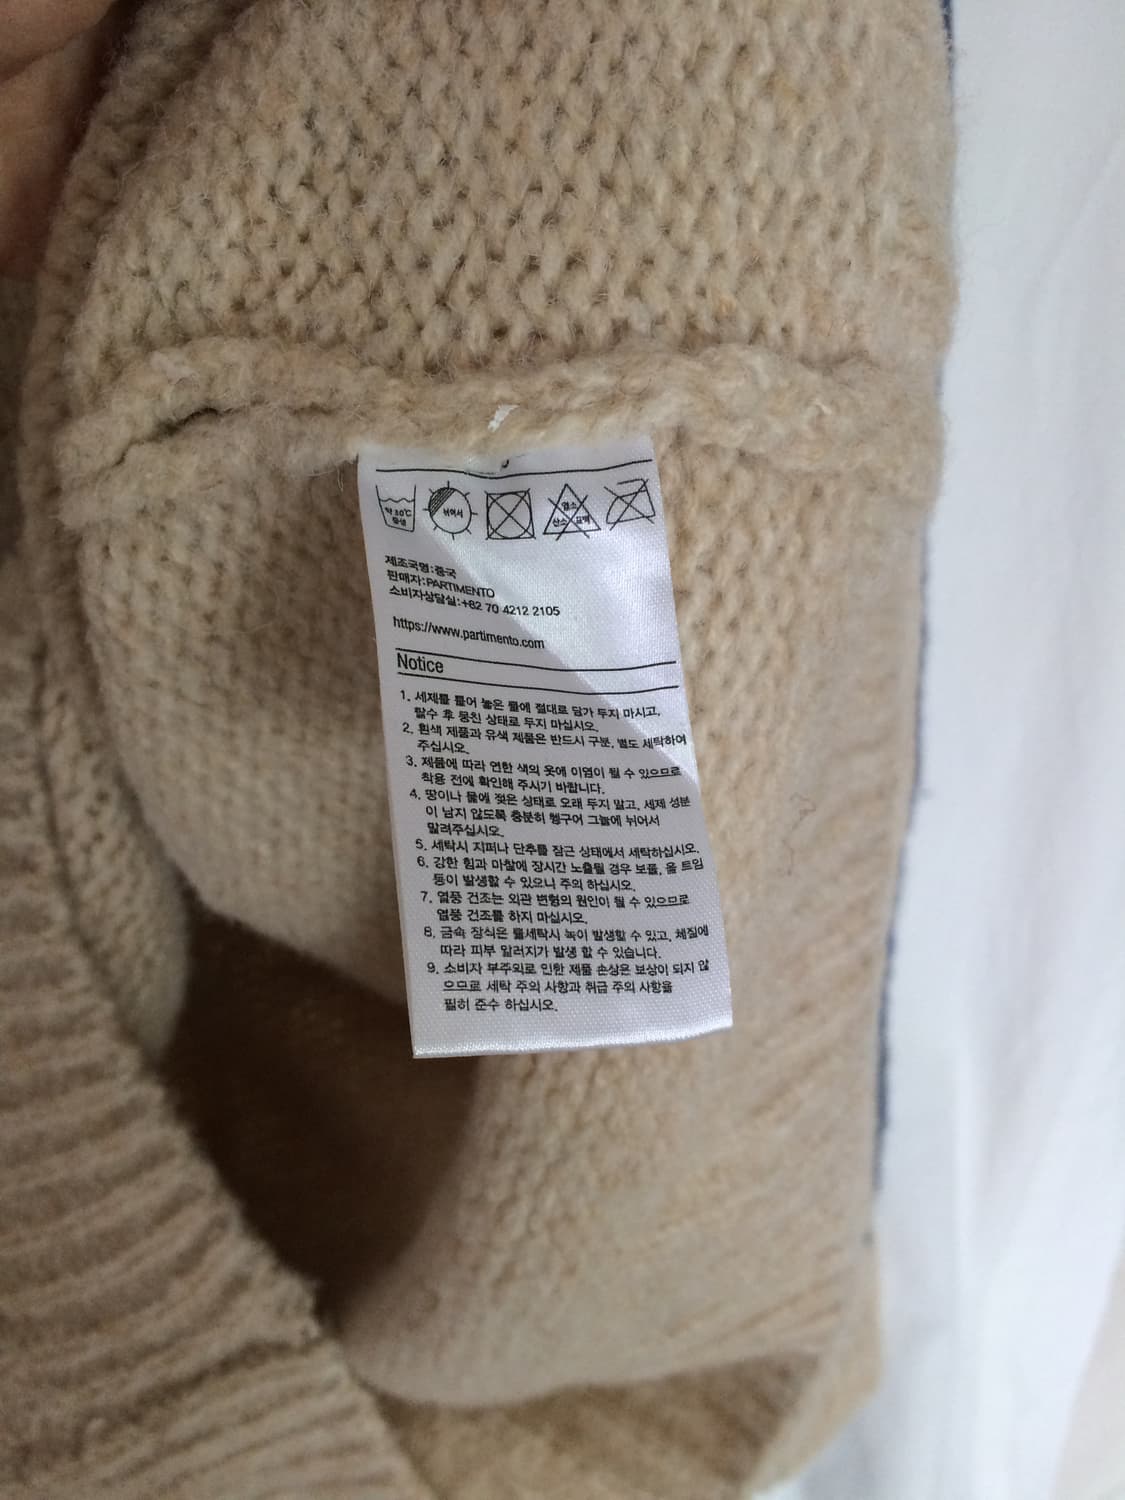 약 30℃
중성
뉘어서
염소
산소 표백
제조국명:중국
판매자:PARTIMENTO
소비자상담실:+82 70 4212 2105
https://www.partimento.com
Notice
1. 세제를 풀어 놓은 물에 절대로 담가 두지 마시고,
탈수 후 뭉친 상태로 두지 마십시오.
2. 흰색 제품과 유색 제품은 반드시 구분, 별도 세탁하여
주십시오.
3. 제품에 따라 연한 색의 옷에 이염이 될 수 있으므로
착용 전에 확인해 주시기 바랍니다.
4. 땅이나 물에 젖은 상태로 오래 두지 말고, 세제 성분
이 남지 않도록 충분히 헹구어 그늘에 뉘어서
말려주십시오.
5. 세탁시 지퍼나 단추를 잠근 상태에서 세탁하십시오.
6. 강한 힘과 마찰에 장시간 노출될 경우 보풀, 올 트임
등이 발생할 수 있으니 주의 하십시오.
7. 열풍 건조는 외관 변형의 원인이 될 수 있으므로
열풍 건조를 하지 마십시오.
8. 금속 장식은 물세탁시 녹이 발생할 수 있고, 체질에
따라 피부 알러지가 발생 할 수 있습니다.
9. 소비자 부주의로 인한 제품 손상은 보상이 되지 않
으므로 세탁 주의 사항과 취급 주의 사항을
필히 준수 하십시오.